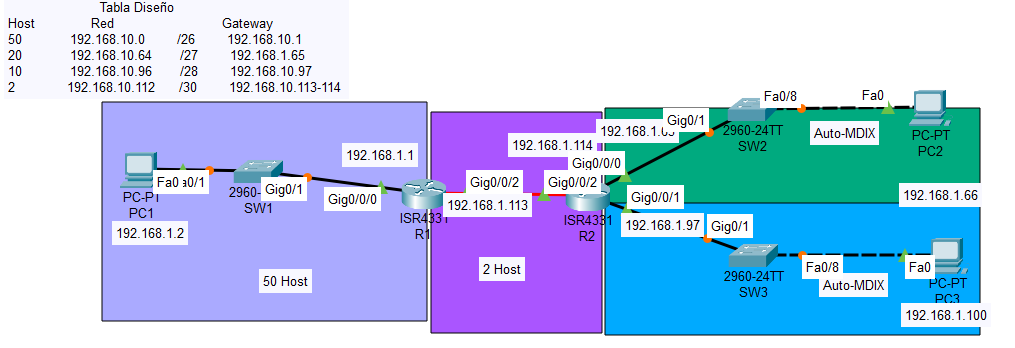 Tabla Diseño
Host Red Gateway
50 192.168.10.0 /26 192.168.10.1
20 192.168.10.64 /27 192.168.1.65
10 192.168.10.96 /28 192.168.10.97
2 192.168.10.112 /30 192.168.10.113-114
Fa0/8
Fa0
Gig0/1
192.168.1.
2960-24TT
SW2
Auto-MDIX
PC-PT
PC2
192.168.1.1
192.168.1.114
Gig0/0/0
Fa0
a0/1
Gig0/1
Gig0/0/0
Gig0/0/2
Gig0/0/2
192.168.1.66
PC-PT
PC1
2960-
SW1
192.168.1.113
Gig0/0/1
ISR4331
R1
ISR4331
R2
192.168.1.97
Gig0/1
192.168.1.2
2960-24TT
SW3
Fa0/8
Fa0
Auto-MDIX
PC-PT
PC3
192.168.1.100
50 Host
2 Host